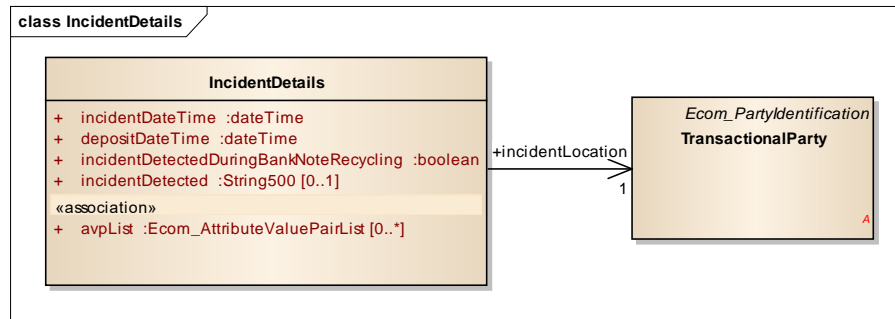 class IncidentDetails
IncidentDetails
+ incidentDateTime :dateTime
+ depositDateTime :dateTime
+ incidentDetectedDuringBankNoteRecycling :boolean
+ incidentDetected :String500 [0..1]
«association»
+ avpList :Ecom_AttributeValuePairList [0..*]
+incidentLocation
1
Ecom_PartyIdentification
TransactionalParty
A